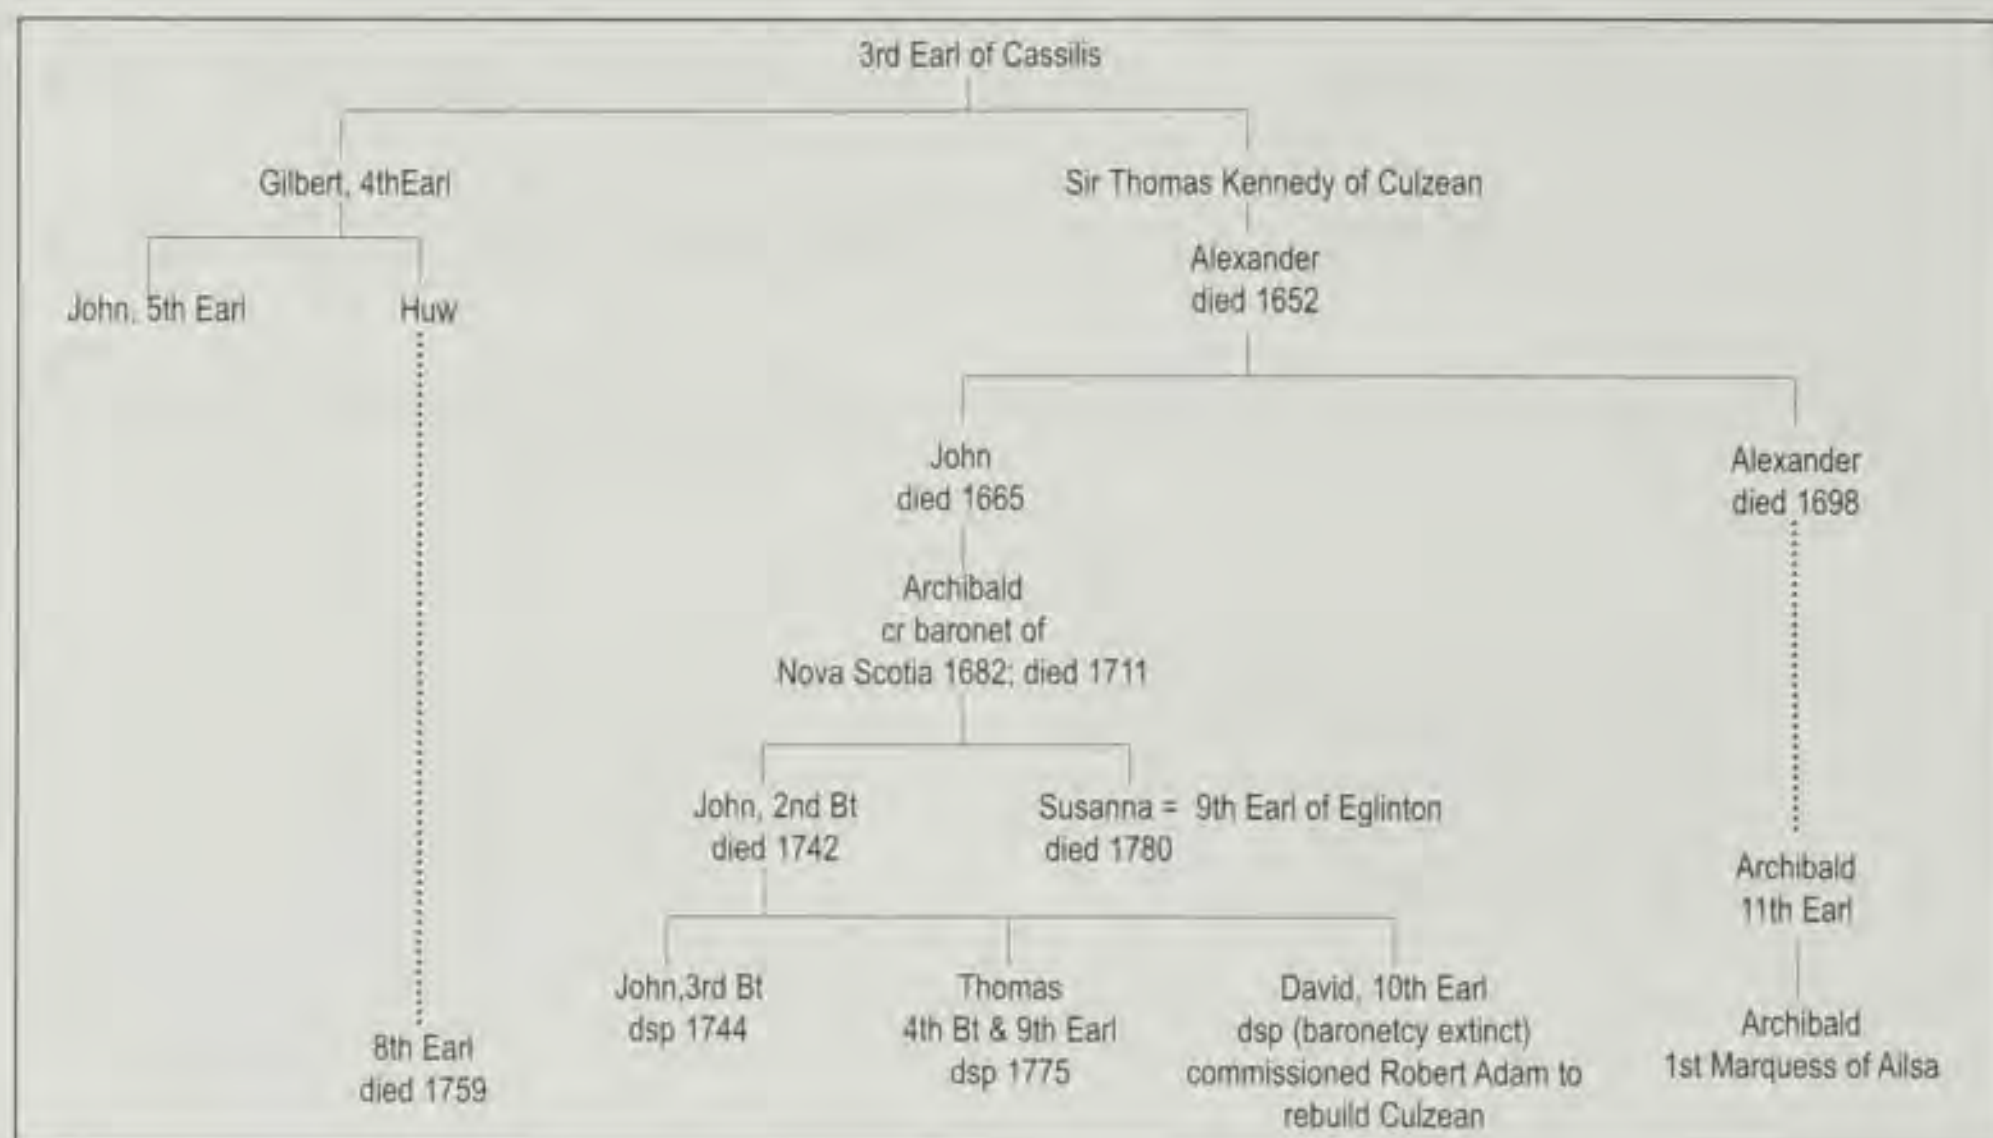 3rd Earl of Cassilis
Gilbert, 4thEarl
Sir Thomas Kennedy of Culzean
Alexander
died 1652
John, 5th Earl
Huw
John
died 1665
Alexander
died 1698
Archibald
cr baronet of
Nova Scotia 1682; died 1711
John, 2nd Bt
died 1742
Susanna = 9th Earl of Eglinton
died 1780
Archibald
11th Earl
John,3rd Bt
dsp 1744
Thomas
4th Bt & 9th Earl
dsp 1775
David, 10th Earl
dsp (baronetcy extinct)
commissioned Robert Adam to
rebuild Culzean
Archibald
1st Marquess of Ailsa
8th Earl
died 1759